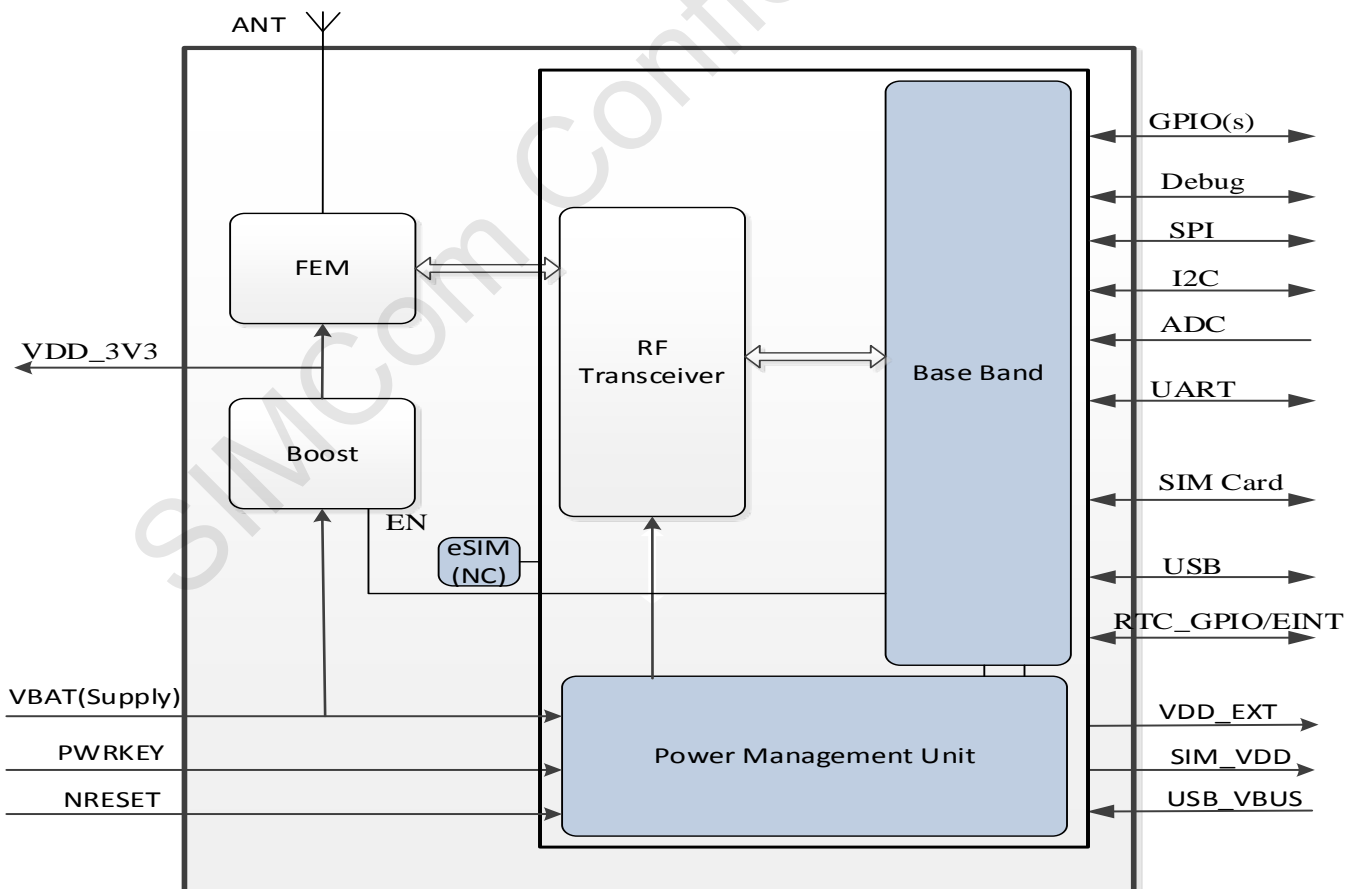 ANT
GPIO(s)
Debug
FEM
SPI
I2C
ADC
VDD_3V3
RF
Transceiver
Base Band
UART
Boost
SIM Card
EN
eSIM
(NC)
USB
RTC_GPIO/EINT
VBAT(Supply)
VDD_EXT
PWRKEY
Power Management Unit
SIM_VDD
NRESET
USB_VBUS
SIMCom